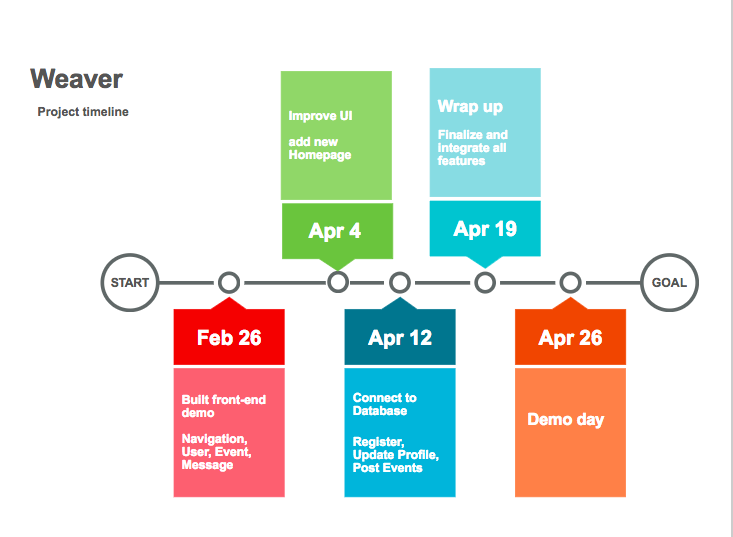 Weaver
Project timeline
Improve UI
add new
Homepage
Apr 4
Wrap up
Finalize and
Integrate all
features
Apr 19
START
GOAL
Feb 26
Built front-end
demo
Navigation,
User, Event,
Message
Apr 12
Connect to
Database
Register,
Update Profile,
Post Events
Apr 26
Demo day